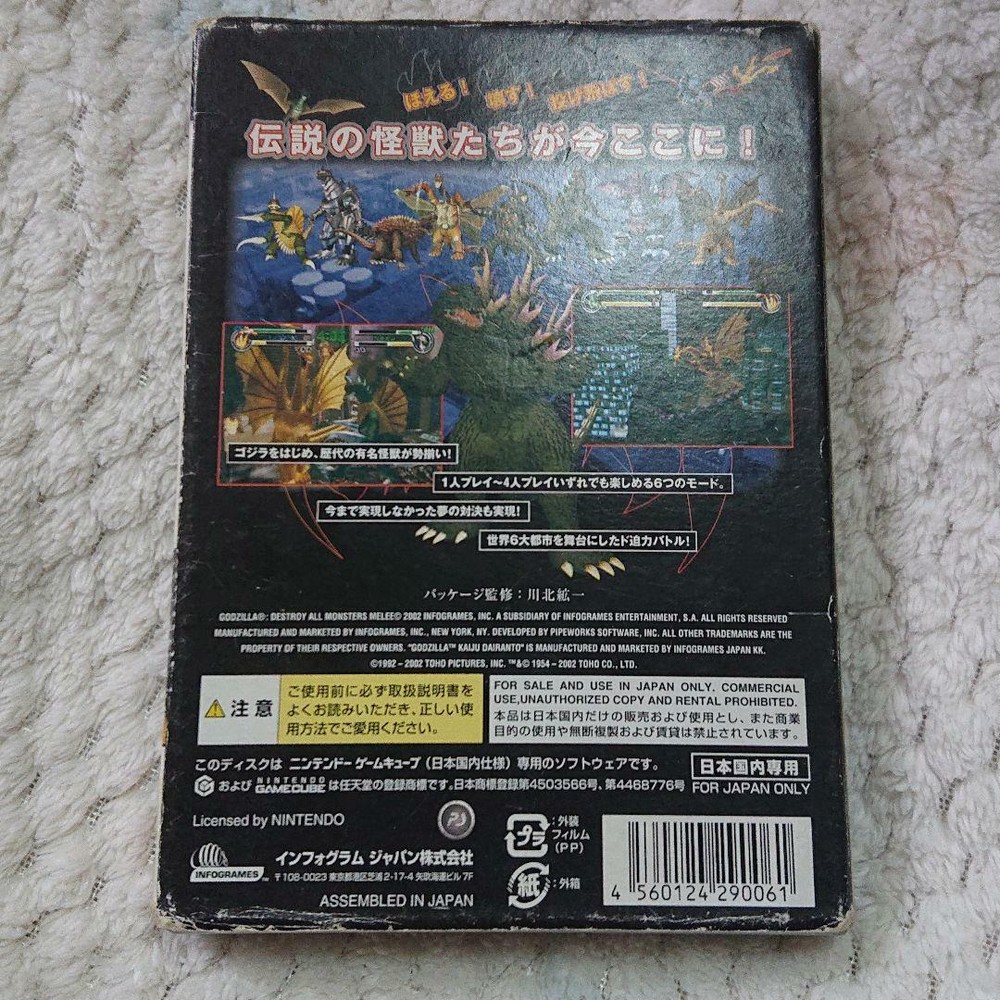 ほえる！ 壊す！ 投げ飛ばす！
伝説の怪獣たちが今ここに！
ゴジラをはじめ、歴代の有名怪獣が勢揃い！
1人プレイ〜4人プレイいずれでも楽しめる6つのモード。
今まで実現しなかった夢の対決も実現！
世界6大都市を舞台にしたド迫力バトル！
パッケージ監修：川北紘一
GODZILLA®: DESTROY ALL MONSTERS MELEE© 2002 INFOGRAMES, INC. A SUBSIDIARY OF INFOGRAMES ENTERTAINMENT, S.A. ALL RIGHTS RESERVED
MANUFACTURED AND MARKETED BY INFOGRAMES, INC., NEW YORK, NY. DEVELOPED BY PIPEWORKS SOFTWARE, INC. ALL OTHER TRADEMARKS ARE THE
PROPERTY OF THEIR RESPECTIVE OWNERS. "GODZILLA™ KAIJU DAIRANTO" IS MANUFACTURED AND MARKETED BY INFOGRAMES JAPAN KK.
©1992 - 2002 TOHO PICTURES, INC. ™&© 1954 - 2002 TOHO CO., LTD.
注意
ご使用前に必ず取扱説明書を
よくお読みいただき、正しい使
用方法でご愛用ください。
FOR SALE AND USE IN JAPAN ONLY. COMMERCIAL
USE,UNAUTHORIZED COPY AND RENTAL PROHIBITED.
本品は日本国内だけの販売および使用とし、また商業
目的の使用や無断複製および賃貸は禁止されています。
このディスクは ニンテンドーゲームキューブ（日本国内仕様）専用のソフトウェアです。
および NINTENDO GAMECUBE は任天堂の登録商標です。日本商標登録第4503566号、第4468776号
日本国内専用
FOR JAPAN ONLY
Licensed by NINTENDO
INFOGRAMES™
インフォグラム ジャパン株式会社
〒108-0023 東京都港区芝浦2-17-4 矢吹海運ビル 7F
ASSEMBLED IN JAPAN
プラ
：外装
フィルム
（PP）
紙
：外箱
4 560124 290061